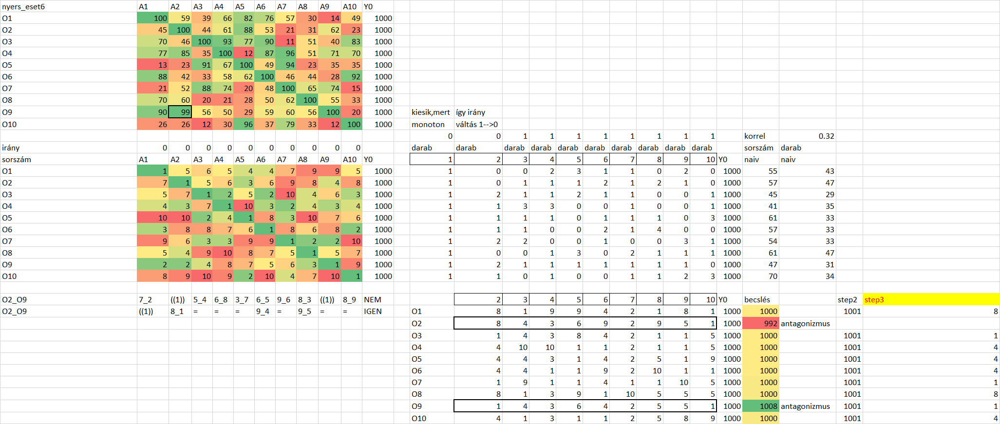 nyers_eset6 A1 A2 A3 A4 A5 A6 A7 A8 A9 A10 Y0
O1 100 59 39 66 82 76 57 30 14 49 1000
O2 45 100 44 61 88 53 21 31 62 23 1000
O3 70 46 100 93 77 90 11 51 40 83 1000
O4 77 85 35 100 12 87 96 51 71 70 1000
O5 13 23 91 67 100 49 94 23 35 35 1000
O6 88 42 33 58 62 100 46 44 28 92 1000
O7 21 52 88 74 20 48 100 65 74 15 1000
O8 70 60 20 21 28 50 62 100 55 33 1000
O9 90 99 56 50 29 59 60 56 100 20 1000 kiesik,mert így irány
O10 26 26 12 30 96 37 79 33 12 100 1000 monoton váltás 1-->0
0 0 1 1 1 1 1 1 1 1 korrel 0.32
irány 0 0 0 0 0 0 0 0 0 0 darab darab darab darab darab darab darab darab darab darab sorszám darab
sorszám A1 A2 A3 A4 A5 A6 A7 A8 A9 A10 Y0 1 2 3 4 5 6 7 8 9 10 Y0 naiv naiv
O1 1 5 6 5 4 4 7 9 9 5 1000 1 0 0 2 3 1 1 0 2 0 1000 55 43
O2 7 1 5 6 3 6 9 8 4 8 1000 1 0 1 1 1 2 1 2 1 0 1000 57 47
O3 5 7 1 2 5 2 10 4 6 3 1000 1 2 1 1 2 1 1 0 0 1 1000 45 29
O4 4 3 7 1 10 3 2 4 3 4 1000 1 1 3 3 0 0 1 0 0 1 1000 41 35
O5 10 10 2 4 1 8 3 10 7 6 1000 1 1 1 1 0 1 1 1 0 3 1000 61 33
O6 3 8 8 7 6 1 8 6 8 2 1000 1 1 1 0 0 2 1 4 0 0 1000 57 33
O7 9 6 3 3 9 9 1 2 2 10 1000 1 2 2 0 0 1 0 0 3 1 1000 54 33
O8 5 4 9 10 8 7 5 1 5 7 1000 1 0 0 1 3 0 2 1 1 1 1000 61 47
O9 2 2 4 8 7 5 6 3 1 9 1000 1 2 1 1 1 1 1 1 1 0 1000 47 31
O10 8 9 10 9 2 10 4 7 10 1 1000 1 1 0 1 0 0 1 1 2 3 1000 70 34
O2_O9 7_2 ((1)) 5_4 6_8 3_7 6_5 9_6 8_3 ((1)) 8_9 NEM 2 3 4 5 6 7 8 9 10 Y0 becslés step2 step3
O2_O9 ((1)) 8_1 = = = 9_4 = 9_5 = = IGEN O1 8 1 9 9 4 2 1 8 1 1000 1000 1001 8
O2 8 4 3 6 9 2 9 5 1 1000 992 antagonizmus
O3 1 4 3 8 4 2 1 1 5 1000 1000 1001 1
O4 4 10 10 1 1 2 1 1 5 1000 1000 1001 4
O5 4 4 3 1 4 2 5 1 9 1000 1000 1001 4
O6 4 4 1 1 9 2 10 1 1 1000 1000 1001 4
O7 1 9 1 1 4 1 1 10 5 1000 1000 1001 1
O8 8 1 3 9 1 10 5 5 5 1000 1000 1001 8
O9 1 4 3 6 4 2 5 5 1 1000 1008 antagonizmus 1001 1
O10 4 1 3 1 1 2 5 8 9 1000 1000 1001 4